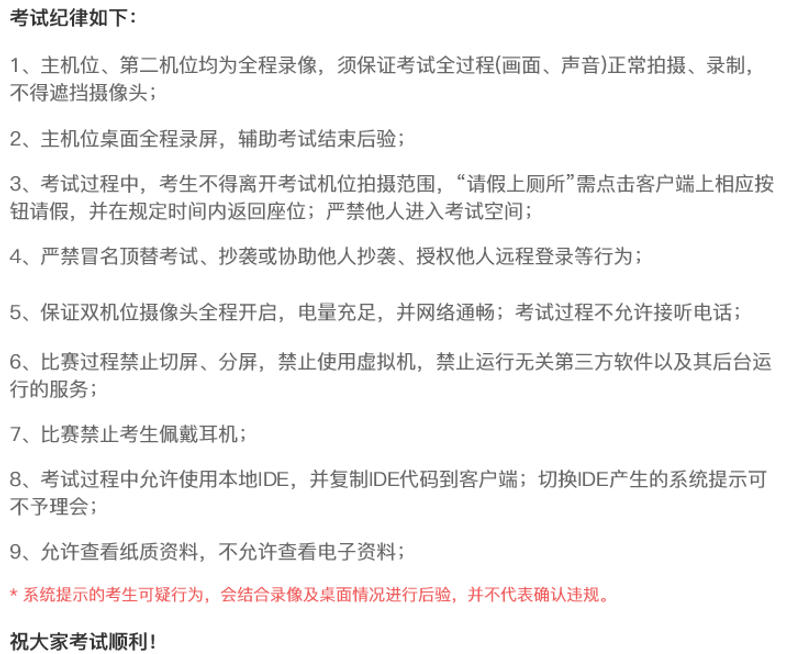 考试纪律如下：
1、主机位、第二机位均为全程录像，须保证考试全过程(画面、声音)正常拍摄、录制，
不得遮挡摄像头；
2、主机位桌面全程录屏，辅助考试结束后验；
3、考试过程中，考生不得离开考试机位拍摄范围，“请假上厕所”需点击客户端上相应按
钮请假，并在规定时间内返回座位；严禁他人进入考试空间；
4、严禁冒名顶替考试、抄袭或协助他人抄袭、授权他人远程登录等行为；
5、保证双机位摄像头全程开启，电量充足，并网络通畅；考试过程不允许接听电话；
6、比赛过程禁止切屏、分屏，禁止使用虚拟机，禁止运行无关第三方软件以及其后台运
行的服务；
7、比赛禁止考生佩戴耳机；
8、考试过程中允许使用本地IDE，并复制IDE代码到客户端；切换IDE产生的系统提示可
不予理会；
9、允许查看纸质资料，不允许查看电子资料；
* 系统提示的考生可疑行为，会结合录像及桌面情况进行后验，并不代表确认违规。
祝大家考试顺利！